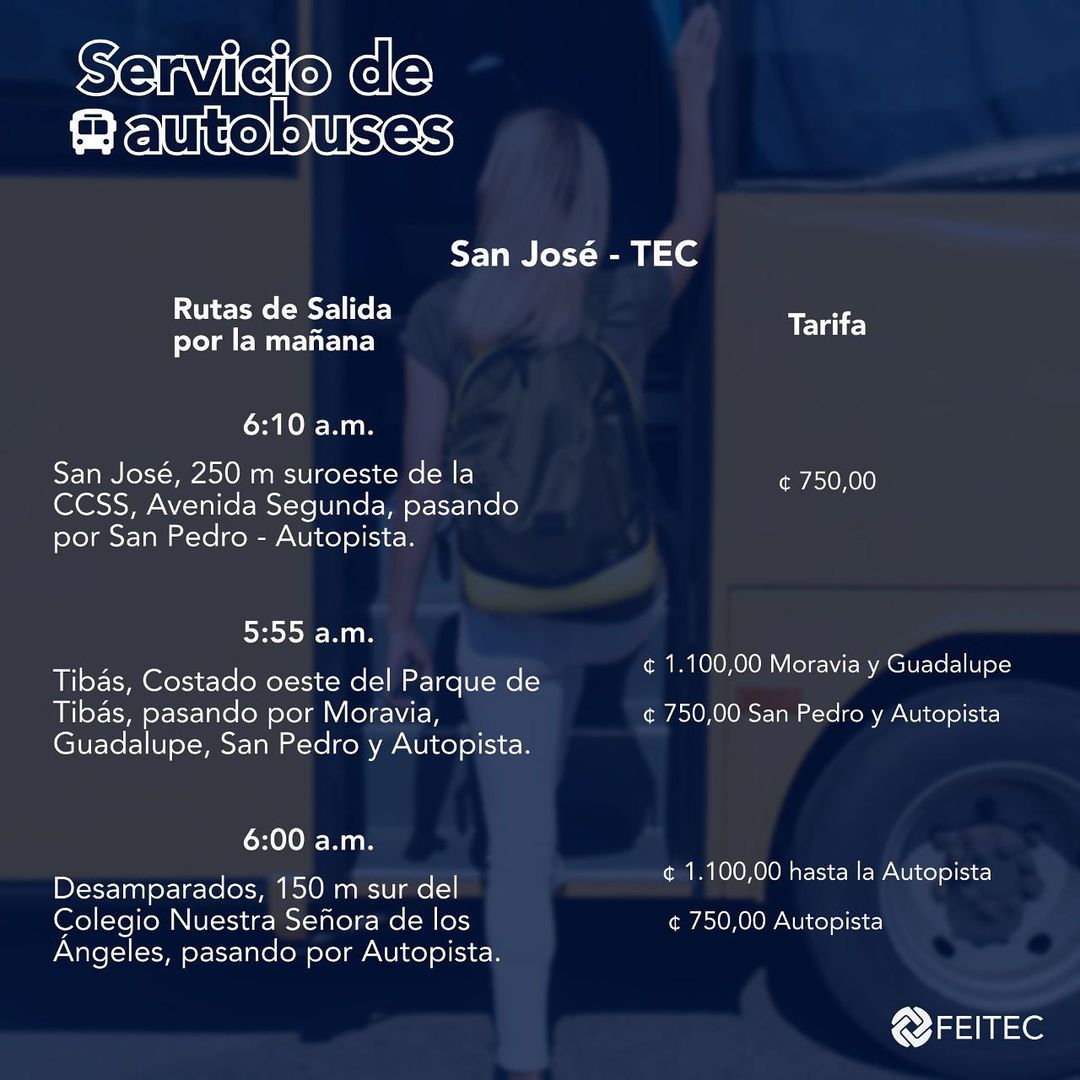 Servicio de
autobuses
San José - TEC
Rutas de Salida
por la mañana
Tarifa
6:10 a.m.
San José, 250 m suroeste de la
CCSS, Avenida Segunda, pasando
por San Pedro - Autopista.
¢ 750,00
5:55 a.m.
Tibás, Costado oeste del Parque de
Tibás, pasando por Moravia,
Guadalupe, San Pedro y Autopista.
¢ 1.100,00 Moravia y Guadalupe
¢ 750,00 San Pedro y Autopista
6:00 a.m.
Desamparados, 150 m sur del
Colegio Nuestra Señora de los
Ángeles, pasando por Autopista.
¢ 1.100,00 hasta la Autopista
¢ 750,00 Autopista
FEITEC